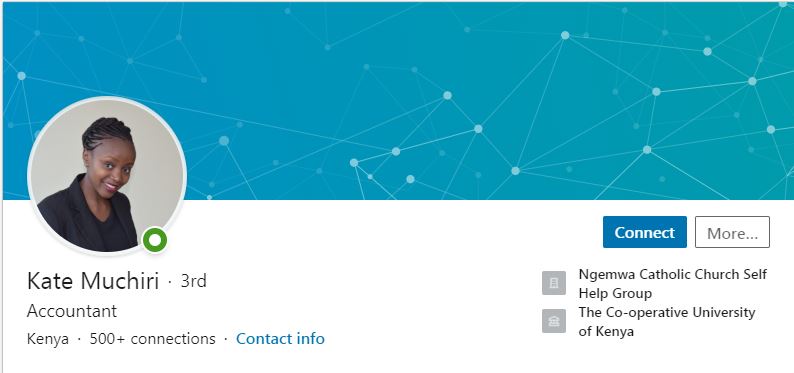 Connect
More...
Kate Muchiri · 3rd
Accountant
Kenya · 500+ connections · Contact info
Ngemwa Catholic Church Self
Help Group
The Co-operative University
of Kenya